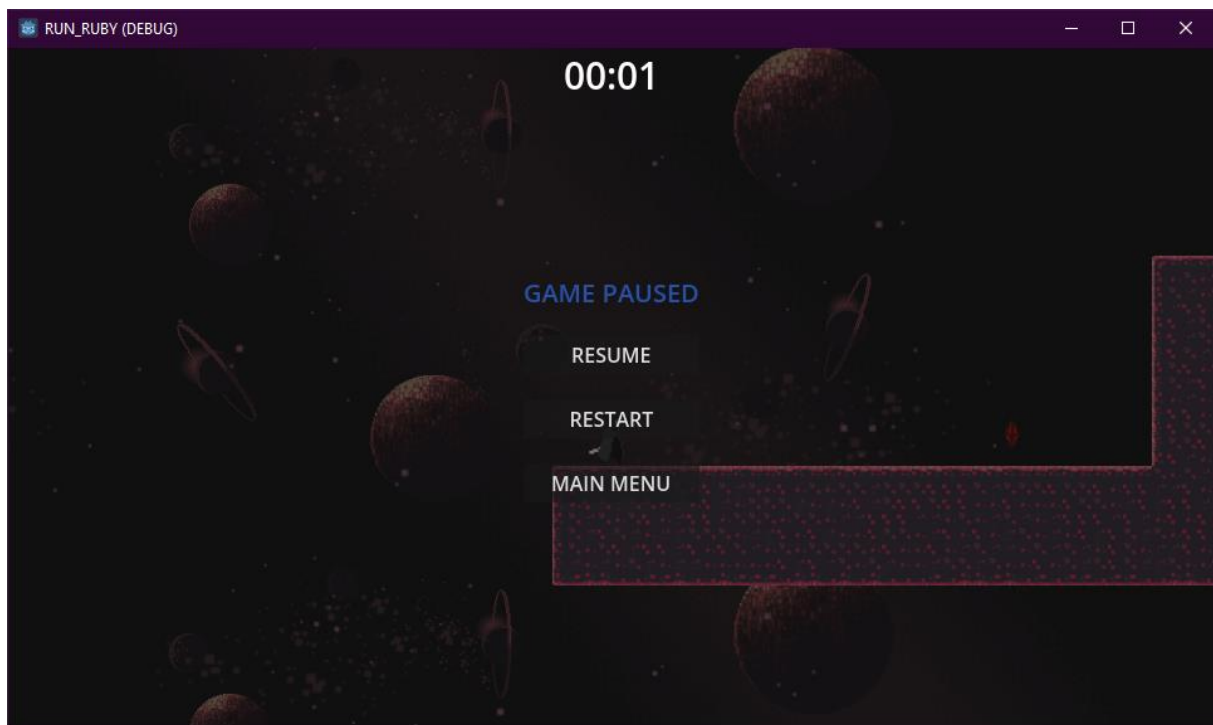 RUN_RUBY (DEBUG)
00:01
GAME PAUSED
RESUME
RESTART
MAIN MENU